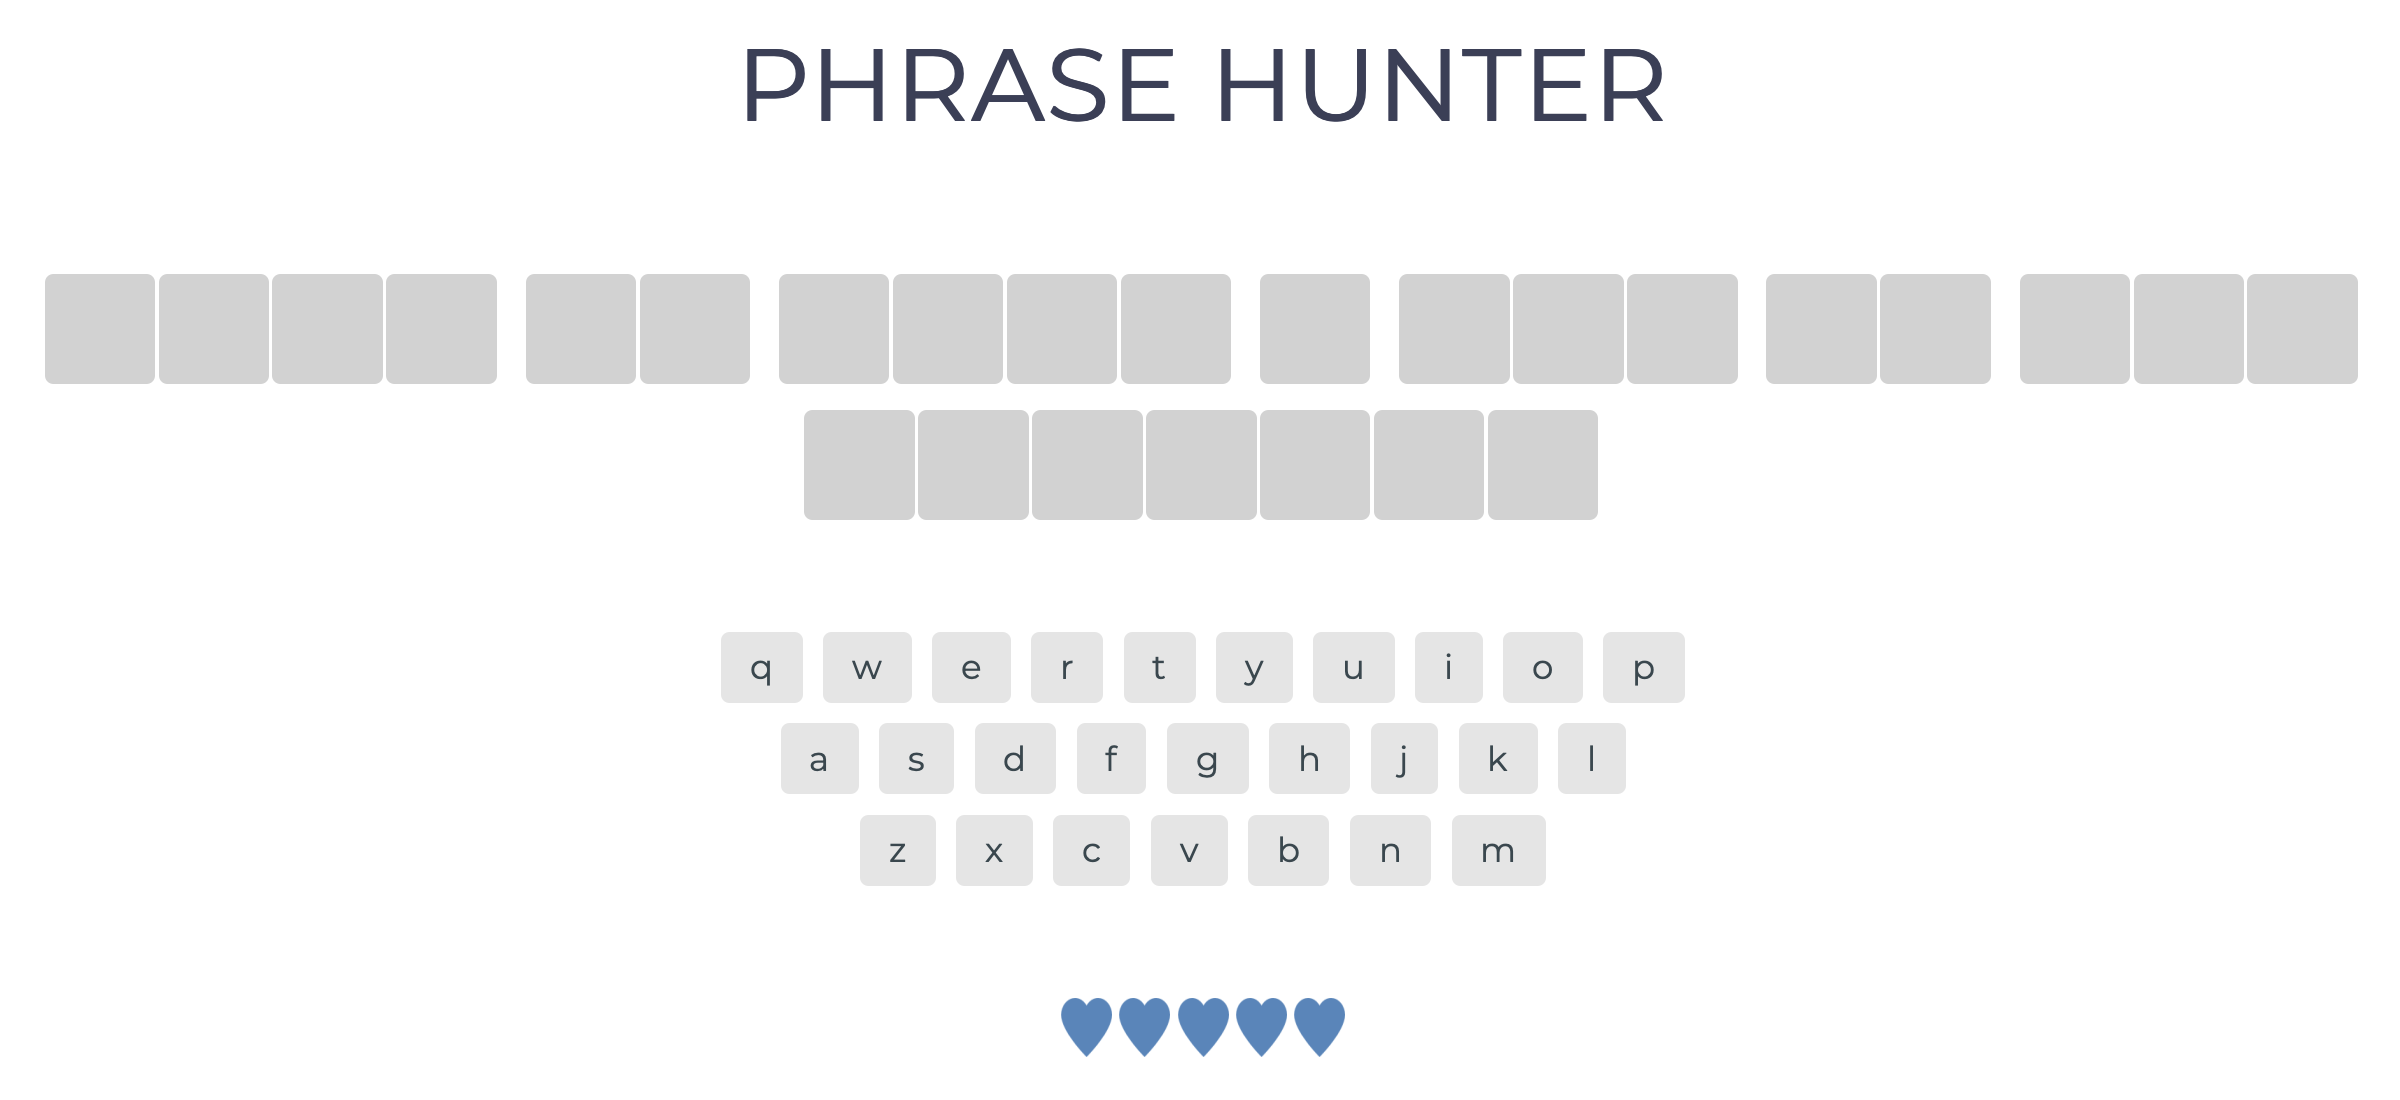 PHRASE HUNTER
q w e r t y u i o p
a s d f g h j k l
z x c v b n m